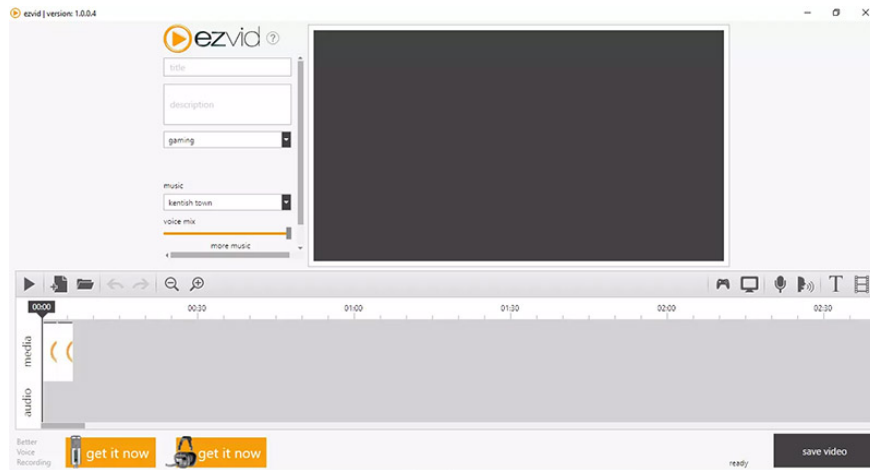 ezvid | version: 1.0.0.4
ezvid ?
title
description
gaming
music
kentish town
voice mix
more music
T
00:00 00:30 01:00 01:30 02:00 02:30
media
audio
Better
Voice
Recording
get it now get it now
ready
save video